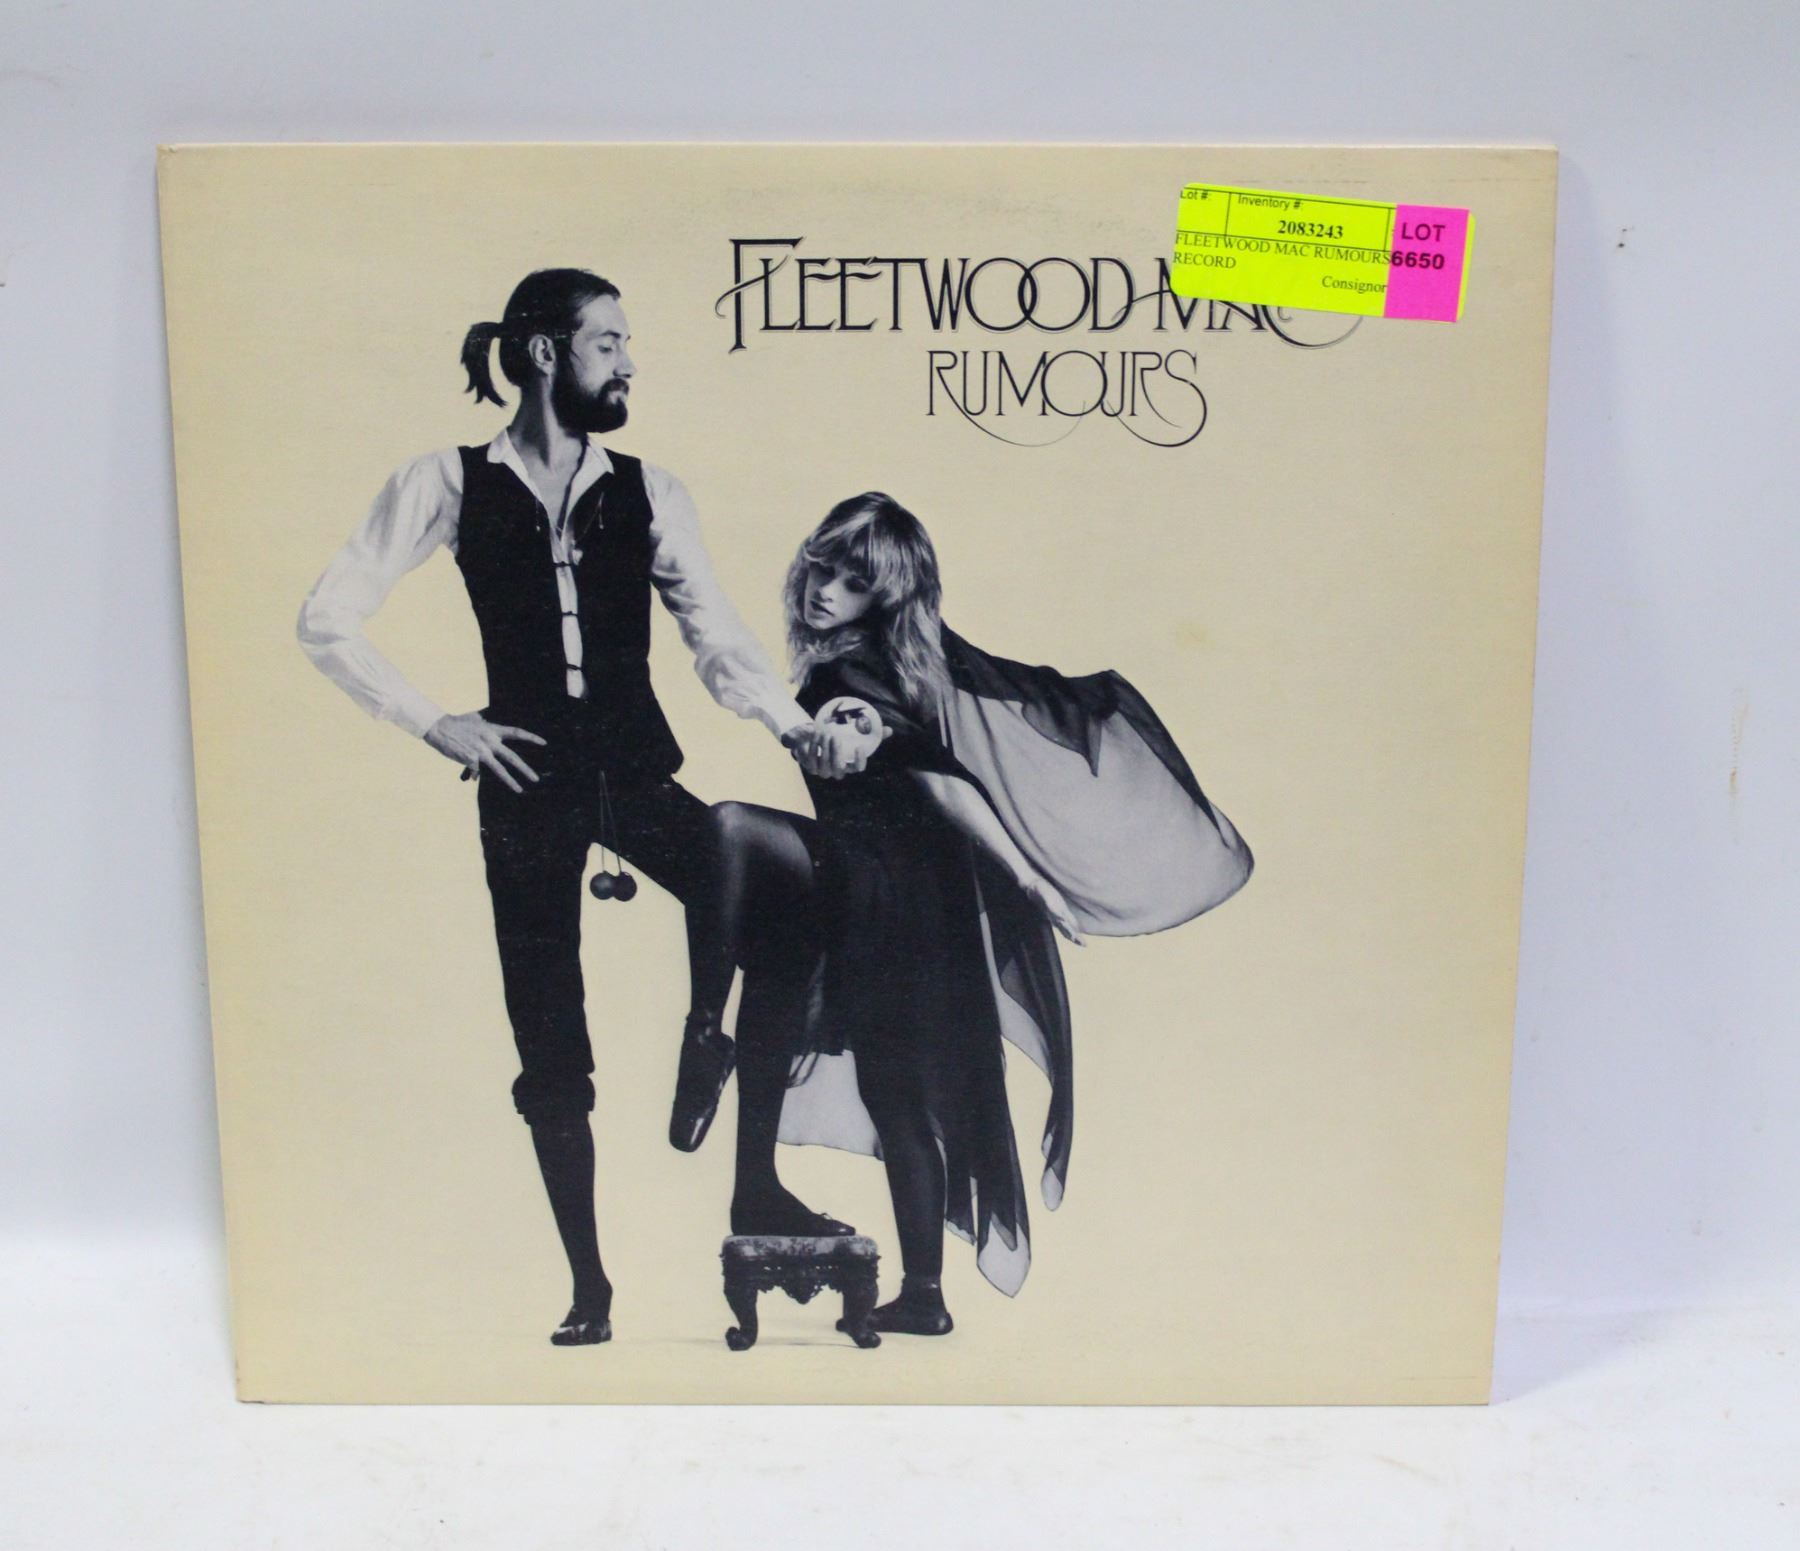 Lot #:
Inventory #:
2083243
LOT
6650
FLEETWOOD MAC RUMOURS
RECORD
Consignor
FLEETWOOD MAC
RUMOURS